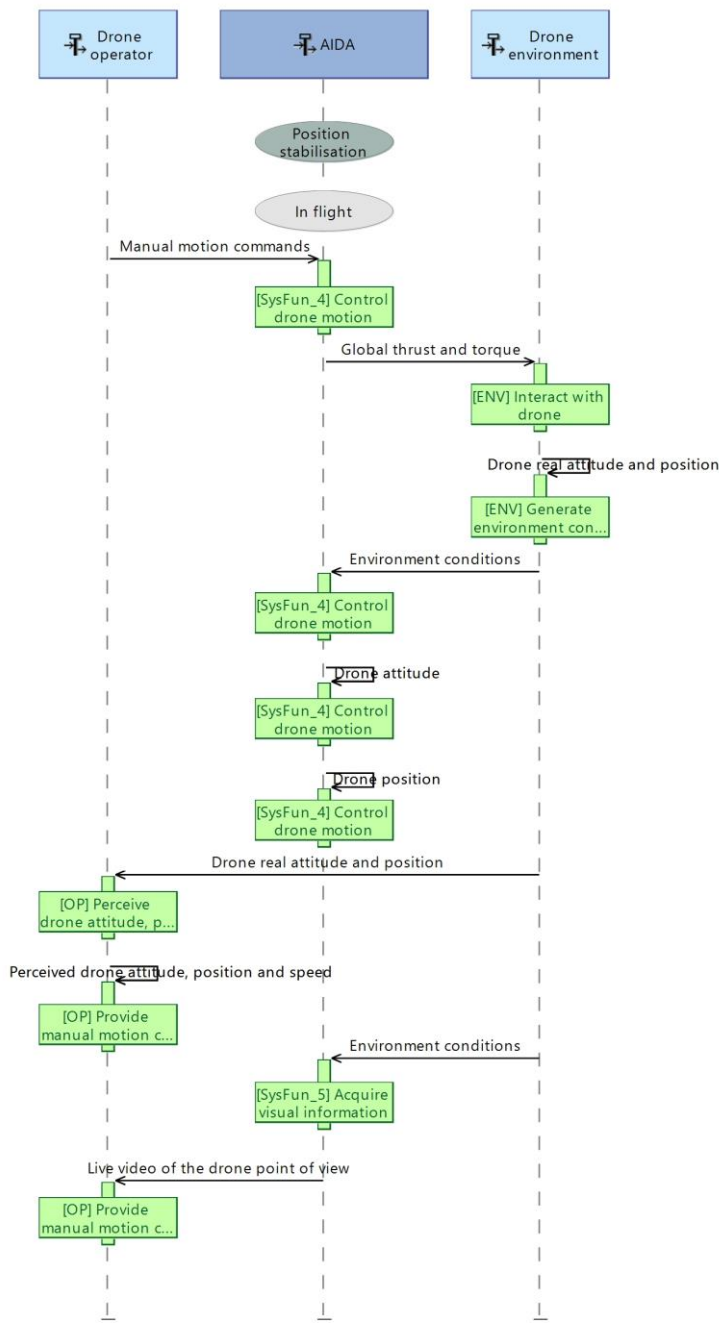 Drone
operator
AIDA
Drone
environment
Position
stabilisation
In flight
Manual motion commands
[SysFun_4] Control
drone motion
Global thrust and torque
[ENV] Interact with
drone
Drone real attitude and position
[ENV] Generate
environment con...
Environment conditions
[SysFun_4] Control
drone motion
Drone attitude
[SysFun_4] Control
drone motion
Drone position
[SysFun_4] Control
drone motion
Drone real attitude and position
[OP] Perceive
drone attitude, p...
Perceived drone attitude, position and speed
[OP] Provide
manual motion c...
Environment conditions
[SysFun_5] Acquire
visual information
Live video of the drone point of view
[OP] Provide
manual motion c...